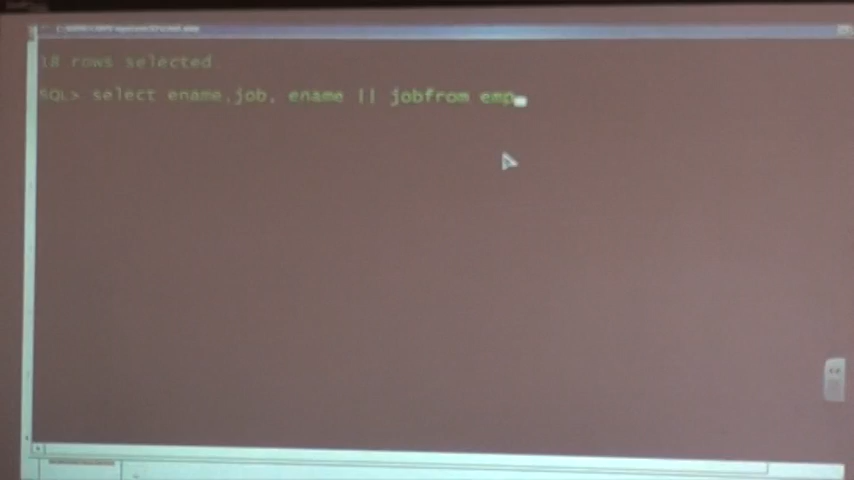 18 rows selected
SQL> select ename,job, ename || jobfrom emp